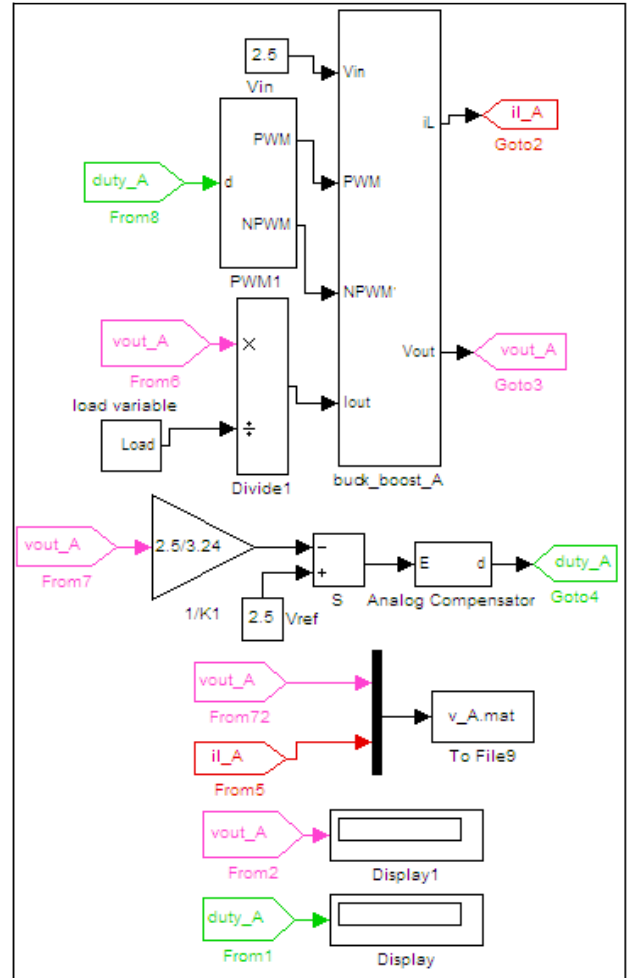 2.5
Vin
Vin
iL
il_A
Goto2
PWM
d
NPWM
PWM1
duty_A
From8
PWM
NPWM'
vout_A
From6
×
÷
Divide1
load variable
Load
Iout
Vout
vout_A
Goto3
buck_boost_A
vout_A
From7
2.5/3.24
1/K1
2.5
Vref
−
+
S
E
d
Analog Compensator
duty_A
Goto4
vout_A
From72
il_A
From5
v_A.mat
To File9
vout_A
From2
Display1
duty_A
From1
Display